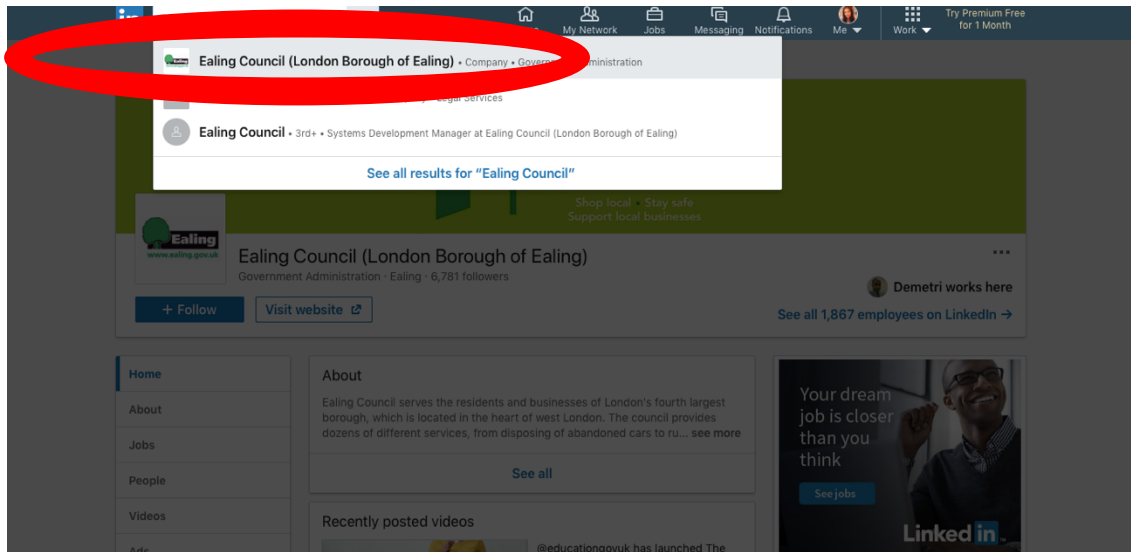 in
My Network Jobs Messaging Notifications Me Work
Try Premium Free
for 1 Month
Ealing Council (London Borough of Ealing) • Company •
Legal Services
Ealing Council • 3rd+ • Systems Development Manager at Ealing Council (London Borough of Ealing)
See all results for “Ealing Council”
Shop local • Stay safe
Support local businesses
Ealing
www.ealing.gov.uk
Ealing Council (London Borough of Ealing)
Government Administration · Ealing · 6,781 followers
Demetri works here
+ Follow
Visit website
See all 1,867 employees on LinkedIn →
Home
About
Jobs
People
Videos
Ads
About
Ealing Council serves the residents and businesses of London's fourth largest
borough, which is located in the heart of west London. The council provides
dozens of different services, from disposing of abandoned cars to ru... see more
See all
Recently posted videos
@educationgovuk has launched The
Your dream
job is closer
than you
think
See jobs
Linked in